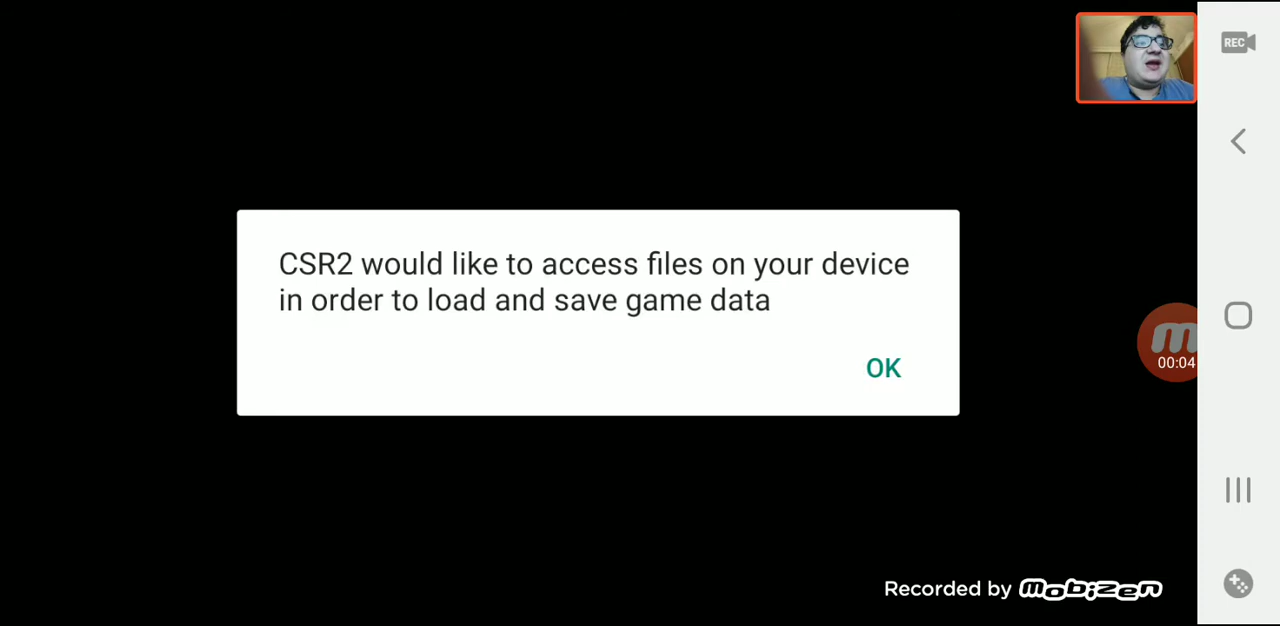 REC
CSR2 would like to access files on your device
in order to load and save game data
OK
m
00:04
Recorded by mobizen